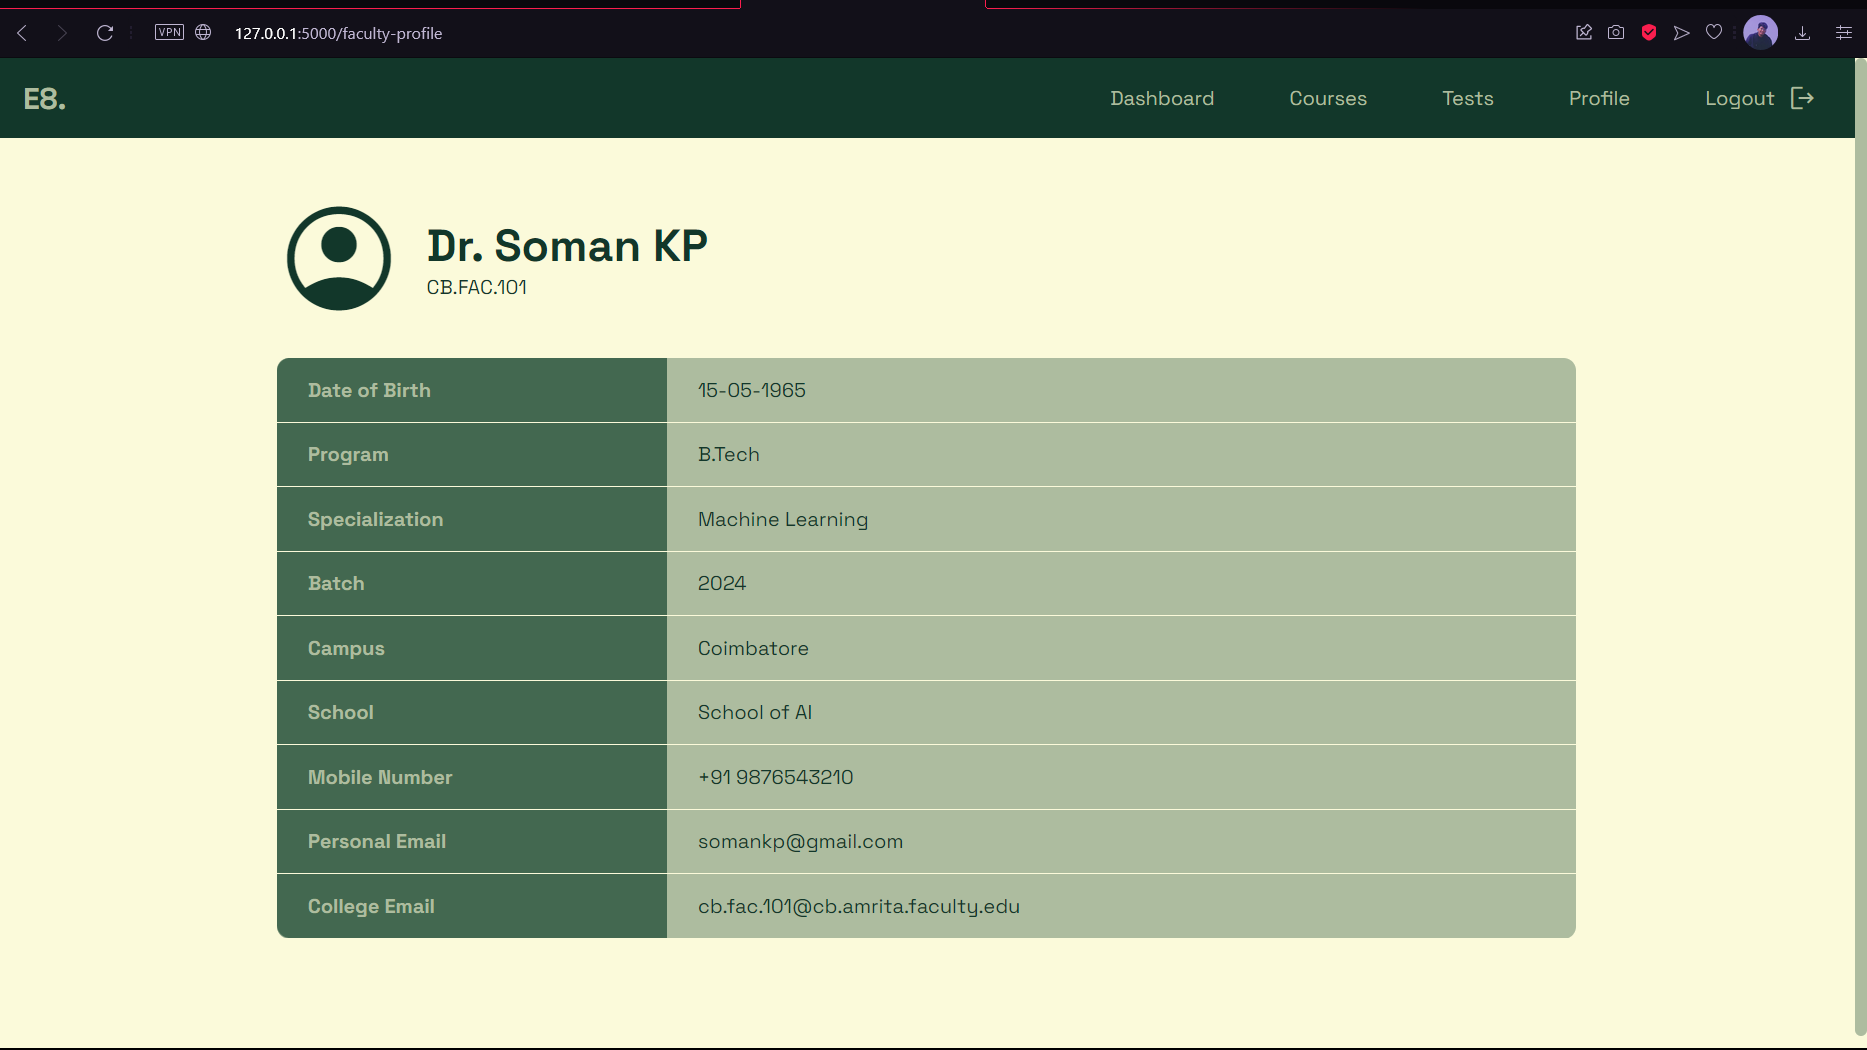 VPN 127.0.0.1:5000/faculty-profile
E8. Dashboard Courses Tests Profile Logout
Dr. Soman KP
CB.FAC.101
Date of Birth 15-05-1965
Program B.Tech
Specialization Machine Learning
Batch 2024
Campus Coimbatore
School School of AI
Mobile Number +91 9876543210
Personal Email somankp@gmail.com
College Email cb.fac.101@cb.amrita.faculty.edu